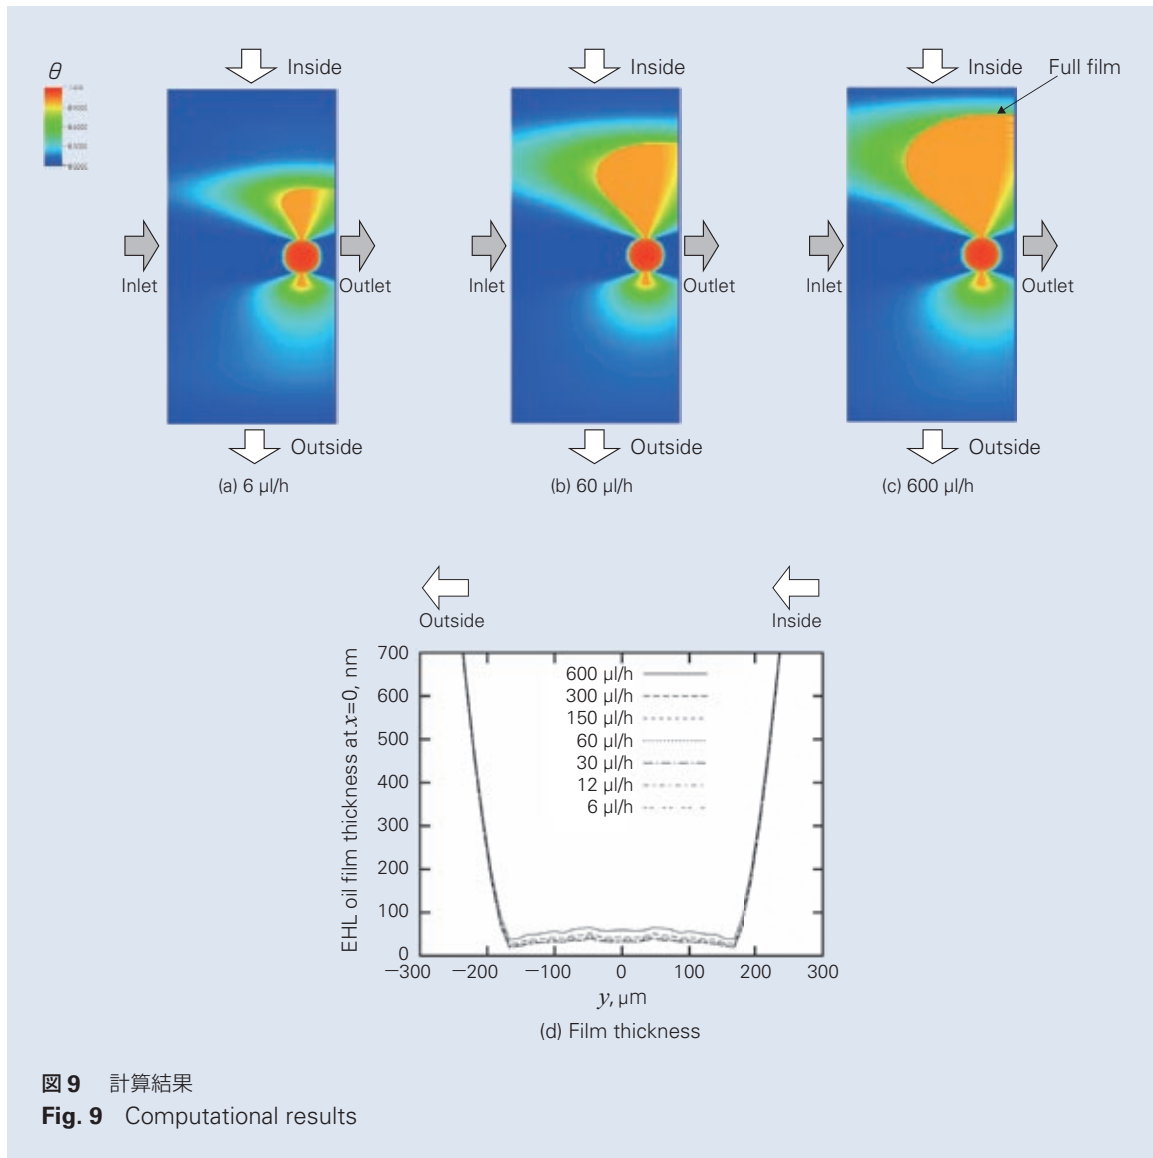 θ
Inside
Inlet
Outlet
Outside
(a) 6 µl/h
Inside
Inlet
Outlet
Outside
(b) 60 µl/h
Inside
Full film
Inlet
Outlet
Outside
(c) 600 µl/h
Outside
Inside
EHL oil film thickness at x=0, nm
700
600
500
400
300
200
100
0
600 µl/h
300 µl/h
150 µl/h
60 µl/h
30 µl/h
12 µl/h
6 µl/h
−300 −200 −100 0 100 200 300
y, µm
(d) Film thickness
図9 計算結果
Fig. 9 Computational results